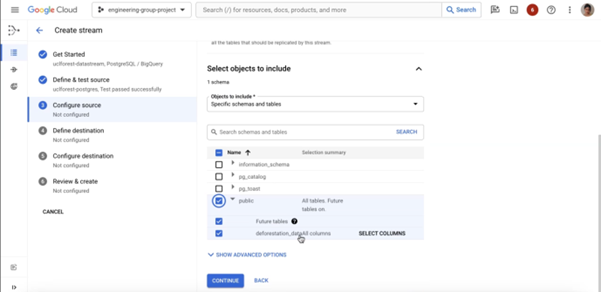 Google Cloud
engineering-group-project
Search (/) for resources, docs, products, and more
Search
6
Create stream
all the tables that should be replicated by this stream.
Get Started
uclforest-datastream, PostgreSQL / BigQuery
Define & test source
uclforest-postgres, Test passed successfully
3
Configure source
Not configured
4
Define destination
Not configured
5
Configure destination
Not configured
6
Review & create
Not configured
CANCEL
Select objects to include
1 schema
Objects to include *
Specific schemas and tables
Search schemas and tables
SEARCH
Name
Selection summary
information_schema
pg_catalog
pg_toast
public
All tables. Future
tables on.
Future tables
deforestation_data
All columns
SELECT COLUMNS
SHOW ADVANCED OPTIONS
CONTINUE
BACK